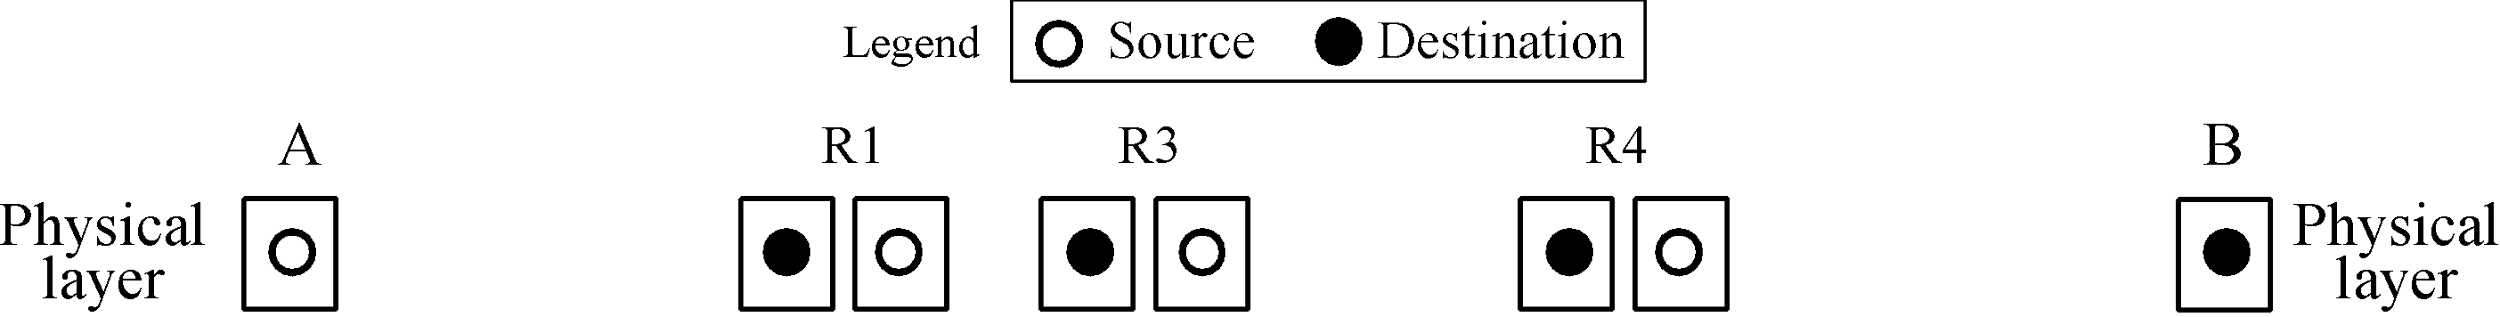 Legend Source Destination
A R1 R3 R4 B
Physical
layer
Physical
layer